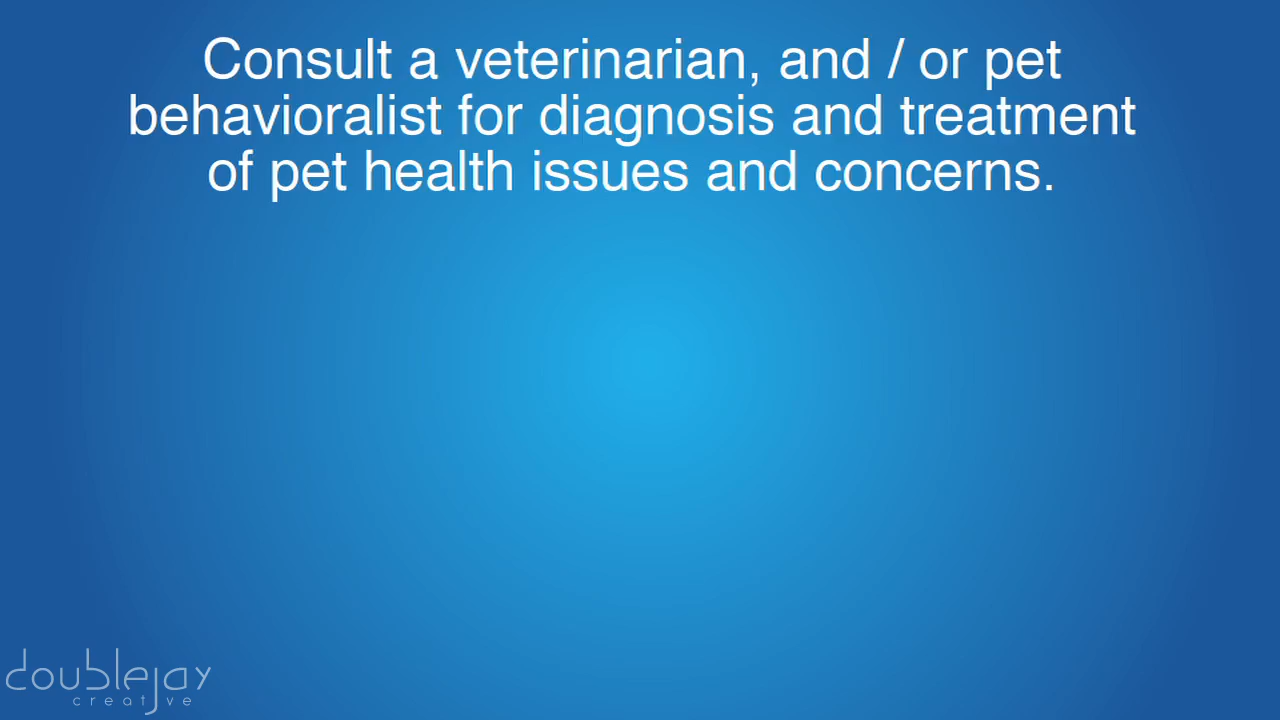 Consult a veterinarian, and / or pet
behavioralist for diagnosis and treatment
of pet health issues and concerns.
doublejay
creative